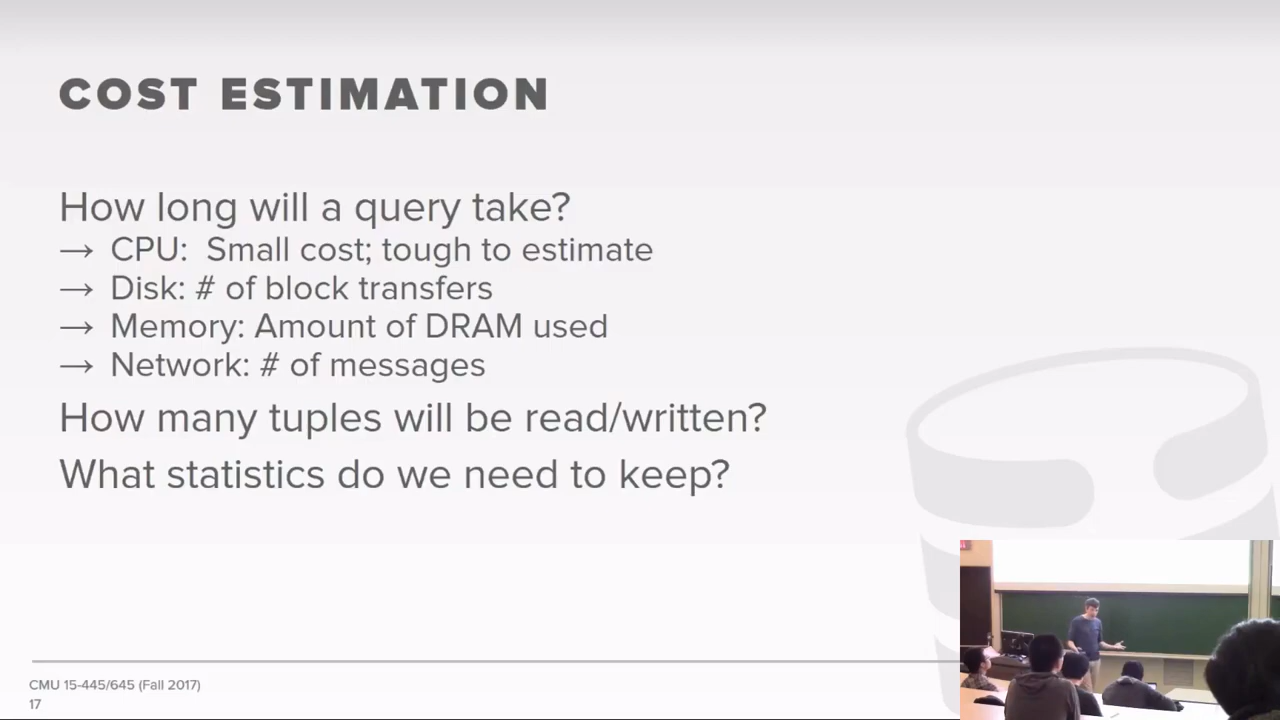 COST ESTIMATION
How long will a query take?
→ CPU: Small cost; tough to estimate
→ Disk: # of block transfers
→ Memory: Amount of DRAM used
→ Network: # of messages
How many tuples will be read/written?
What statistics do we need to keep?
CMU 15-445/645 (Fall 2017)
17